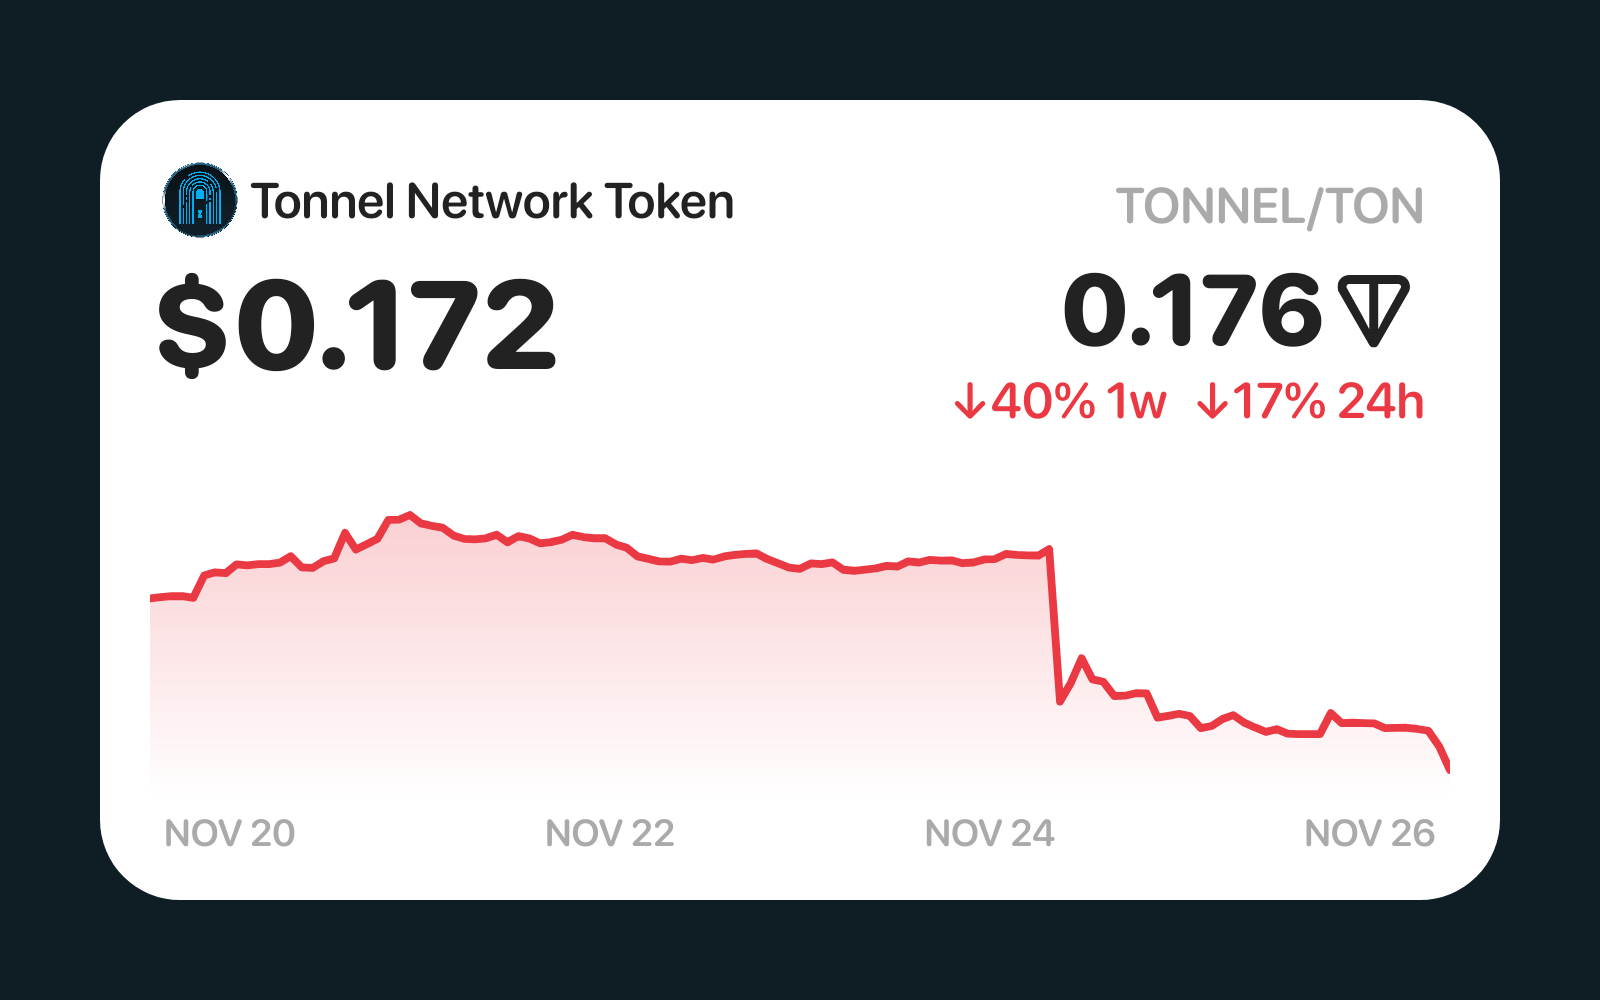 Tonnel Network Token
TONNEL/TON
$0.172
0.176
↓40% 1w ↓17% 24h
NOV 20 NOV 22 NOV 24 NOV 26